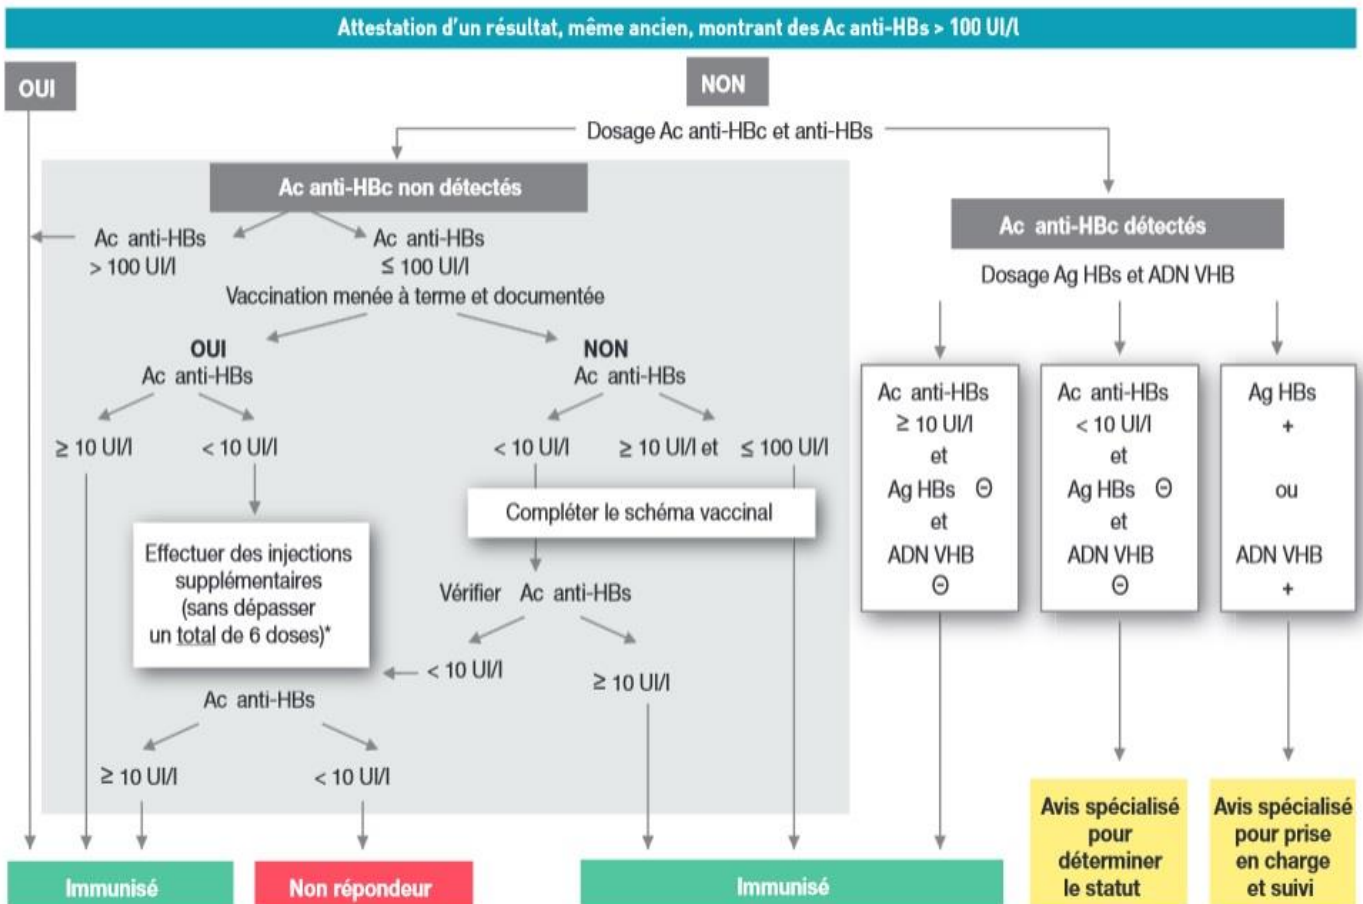 Attestation d'un résultat, même ancien, montrant des Ac anti-HBs > 100 UI/l
OUI
NON
Dosage Ac anti-HBc et anti-HBs
Ac anti-HBc non détectés
Ac anti-HBs
> 100 UI/l
Ac anti-HBs
≤ 100 UI/l
Vaccination menée à terme et documentée
OUI
Ac anti-HBs
≥ 10 UI/l
< 10 UI/l
Effectuer des injections
supplémentaires
(sans dépasser
un total de 6 doses)*
Ac anti-HBs
≥ 10 UI/l
< 10 UI/l
NON
Ac anti-HBs
< 10 UI/l
≥ 10 UI/l et ≤ 100 UI/l
Compléter le schéma vaccinal
Vérifier Ac anti-HBs
< 10 UI/l
≥ 10 UI/l
Ac anti-HBc détectés
Dosage Ag HBs et ADN VHB
Ac anti-HBs
≥ 10 UI/l
et
Ag HBs ⊖
et
ADN VHB
⊖
Ac anti-HBs
< 10 UI/l
et
Ag HBs ⊖
et
ADN VHB
⊖
Ag HBs
+
ou
ADN VHB
+
Immunisé
Non répondeur
Immunisé
Avis spécialisé
pour
déterminer
le statut
Avis spécialisé
pour prise
en charge
et suivi